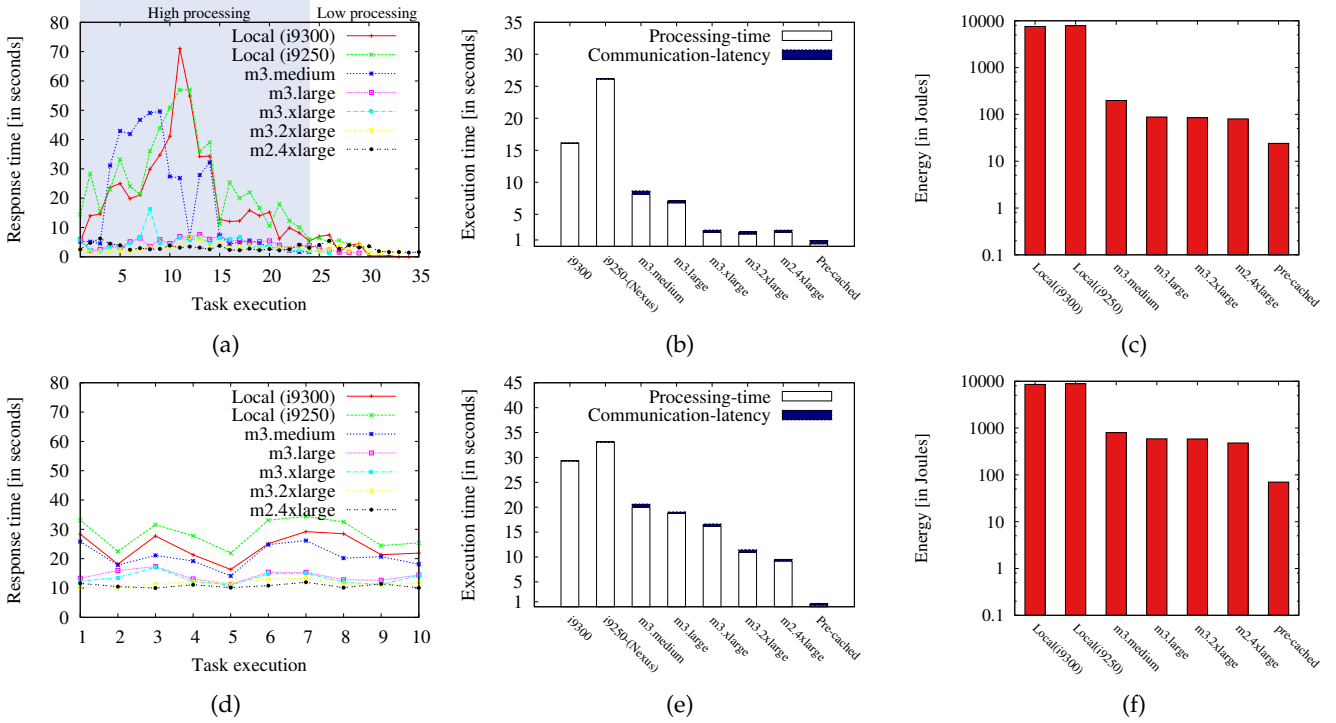 High processing Low processing
Response time [in seconds]
80
70
60
50
40
30
20
10
0
Local (i9300)
Local (i9250)
m3.medium
m3.large
m3.xlarge
m3.2xlarge
m2.4xlarge
5 10 15 20 25 30 35
Task execution
(a)
Execution time [in seconds]
35
30
25
20
15
10
5
1
Processing-time
Communication-latency
i9300
i9250-(Nexus)
m3.medium
m3.large
m3.xlarge
m3.2xlarge
m2.4xlarge
Pre-cached
(b)
Energy [in Joules]
10000
1000
100
10
1
0.1
Local(i9300)
Local(i9250)
m3.medium
m3.large
m3.2xlarge
m2.4xlarge
pre-cached
(c)
Response time [in seconds]
80
70
60
50
40
30
20
10
0
Local (i9300)
Local (i9250)
m3.medium
m3.large
m3.xlarge
m3.2xlarge
m2.4xlarge
1 2 3 4 5 6 7 8 9 10
Task execution
(d)
Execution time [in seconds]
45
40
35
30
25
20
15
10
5
1
Processing-time
Communication-latency
i9300
i9250-(Nexus)
m3.medium
m3.large
m3.xlarge
m3.2xlarge
m2.4xlarge
Pre-cached
(e)
Energy [in Joules]
10000
1000
100
10
1
0.1
Local(i9300)
Local(i9250)
m3.medium
m3.large
m3.2xlarge
m2.4xlarge
pre-cached
(f)